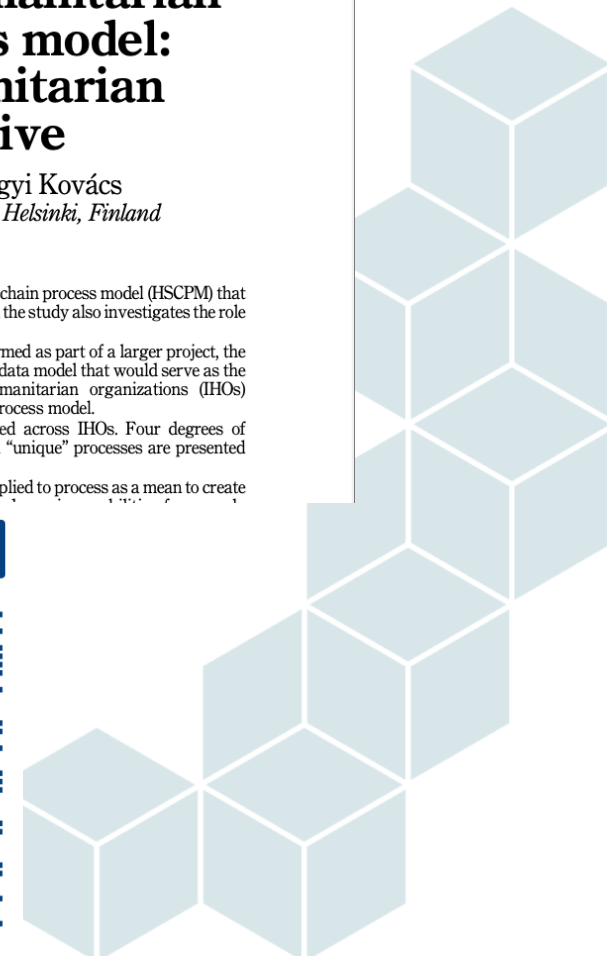 s model:
nitarian
ive
gyi Kovács
Helsinki, Finland
chain process model (HSCPM) that
the study also investigates the role
rmed as part of a larger project, the
data model that would serve as the
manitarian organizations (IHOs)
rocess model.
ed across IHOs. Four degrees of
“unique” processes are presented
plied to process as a mean to create